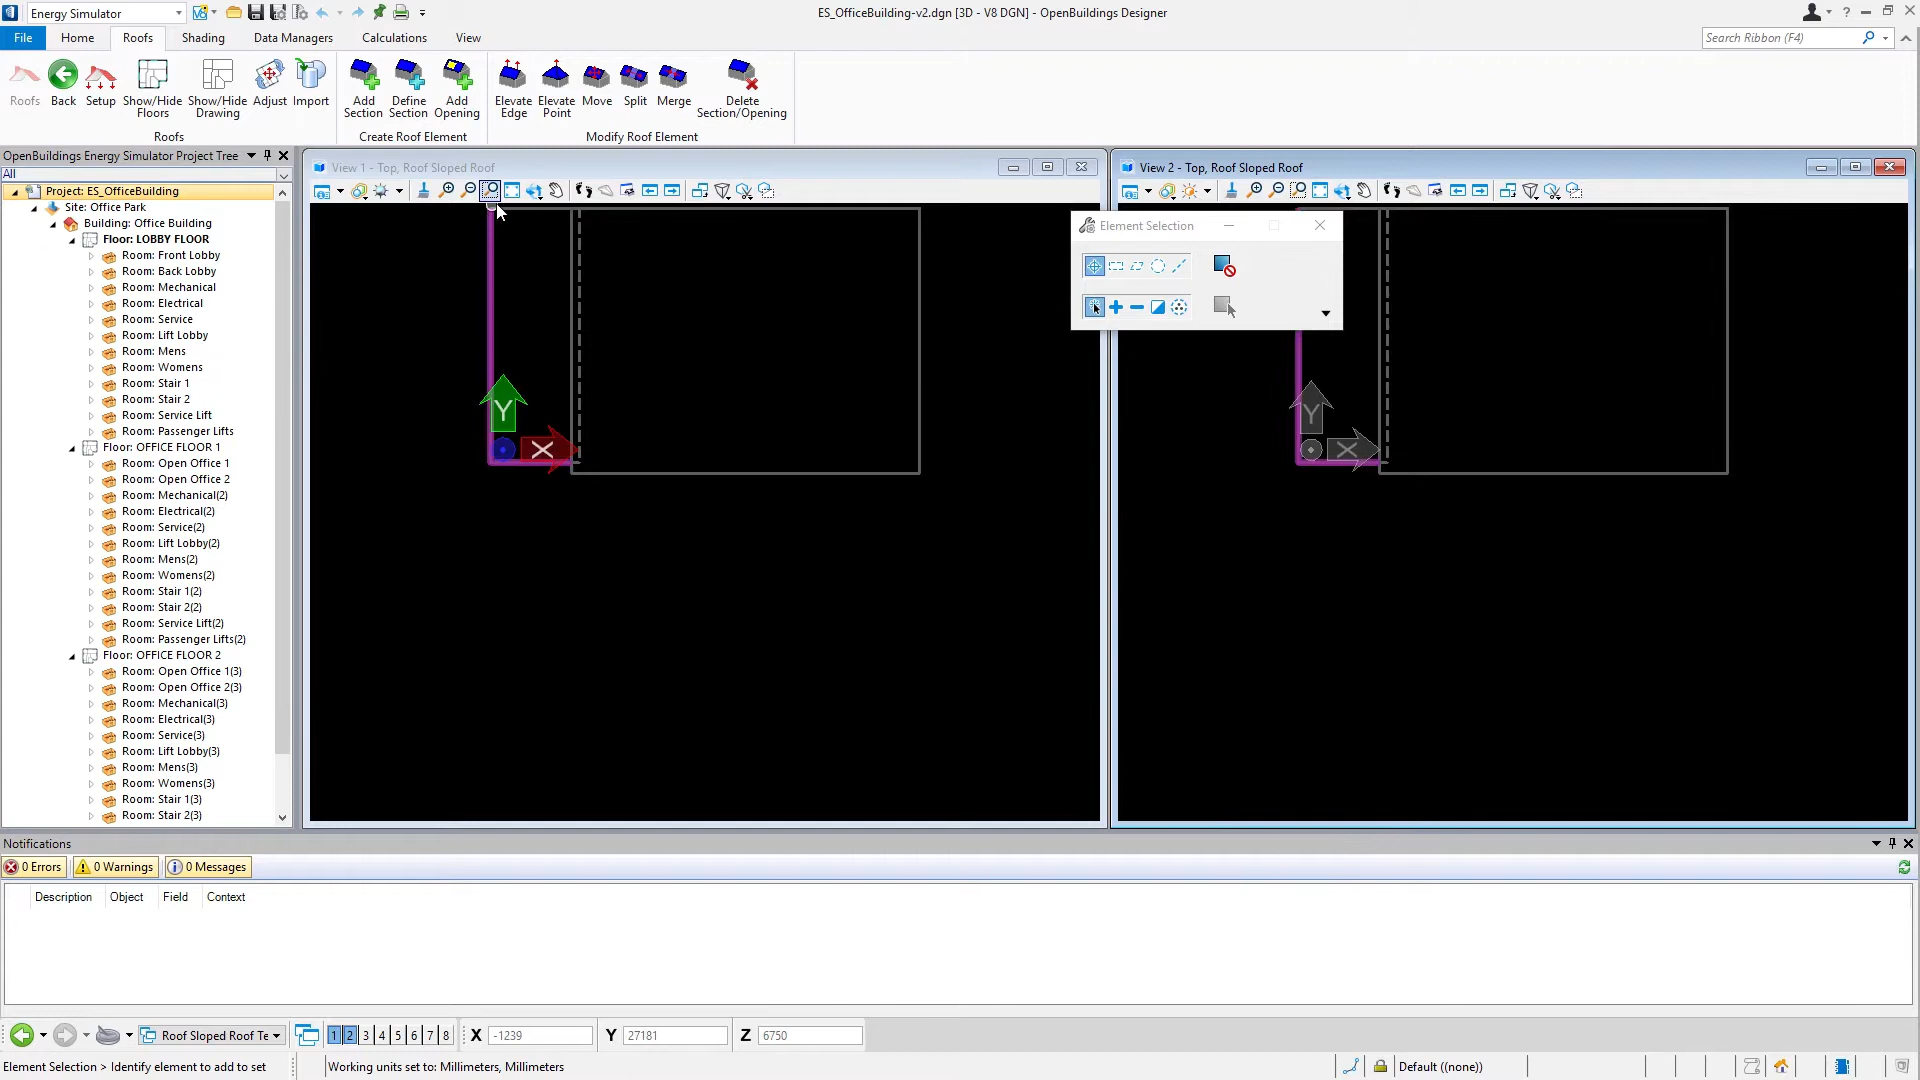 Energy Simulator
ES_OfficeBuilding-v2.dgn [3D - V8 DGN] - OpenBuildings Designer
File Home Roofs Shading Data Managers Calculations View
Search Ribbon (F4)
Roofs Back Setup Show/Hide Floors Show/Hide Drawing Adjust Import
Add Section Define Section Add Opening
Elevate Edge Elevate Point Move Split Merge Delete Section/Opening
Roofs Create Roof Element Modify Roof Element
OpenBuildings Energy Simulator Project Tree
All
Project: ES_OfficeBuilding
Site: Office Park
Building: Office Building
Floor: LOBBY FLOOR
Room: Front Lobby
Room: Back Lobby
Room: Mechanical
Room: Electrical
Room: Service
Room: Lift Lobby
Room: Mens
Room: Womens
Room: Stair 1
Room: Stair 2
Room: Service Lift
Room: Passenger Lifts
Floor: OFFICE FLOOR 1
Room: Open Office 1
Room: Open Office 2
Room: Mechanical(2)
Room: Electrical(2)
Room: Service(2)
Room: Lift Lobby(2)
Room: Mens(2)
Room: Womens(2)
Room: Stair 1(2)
Room: Stair 2(2)
Room: Service Lift(2)
Room: Passenger Lifts(2)
Floor: OFFICE FLOOR 2
Room: Open Office 1(3)
Room: Open Office 2(3)
Room: Mechanical(3)
Room: Electrical(3)
Room: Service(3)
Room: Lift Lobby(3)
Room: Mens(3)
Room: Womens(3)
Room: Stair 1(3)
Room: Stair 2(3)
View 1 - Top, Roof Sloped Roof
Y
X
View 2 - Top, Roof Sloped Roof
Y
X
Element Selection
Notifications
0 Errors 0 Warnings 0 Messages
Description Object Field Context
Roof Sloped Roof Te 1 2 3 4 5 6 7 8 X -1239 Y 27181 Z 6750
Element Selection > Identify element to add to set
Working units set to: Millimeters, Millimeters
Default ((none))